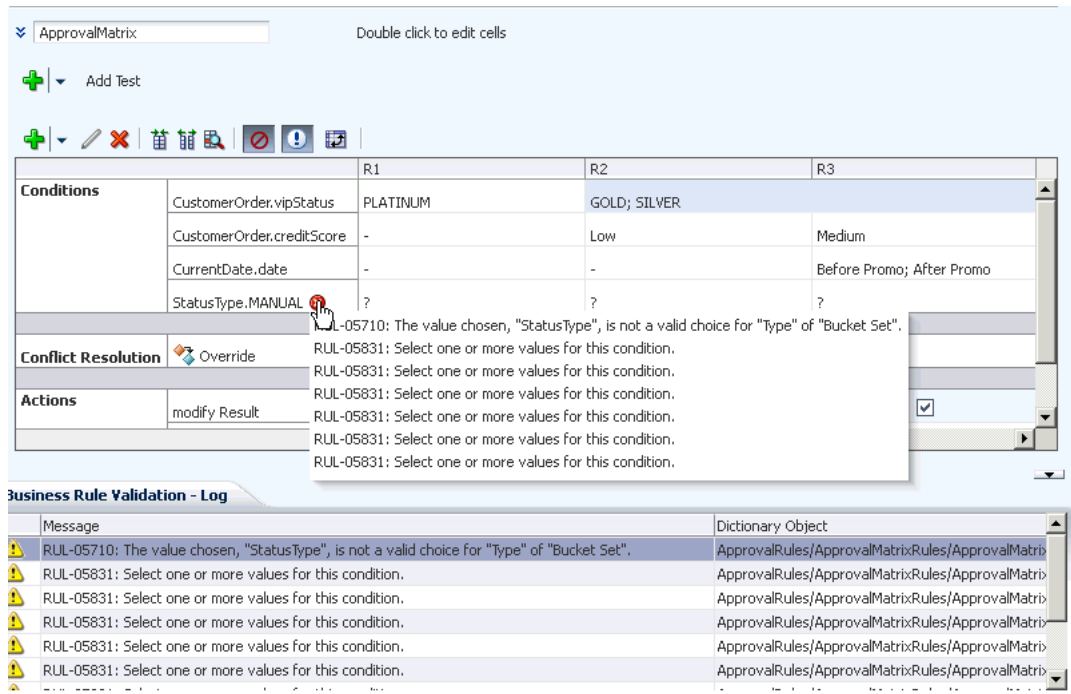 ApprovalMatrix Double click to edit cells
Add Test
R1 R2 R3
Conditions
CustomerOrder.vipStatus PLATINUM GOLD; SILVER
CustomerOrder.creditScore - Low Medium
CurrentDate.date - - Before Promo; After Promo
StatusType.MANUAL ? ? ?
RUL-05710: The value chosen, "StatusType", is not a valid choice for "Type" of "Bucket Set".
RUL-05831: Select one or more values for this condition.
RUL-05831: Select one or more values for this condition.
RUL-05831: Select one or more values for this condition.
RUL-05831: Select one or more values for this condition.
RUL-05831: Select one or more values for this condition.
RUL-05831: Select one or more values for this condition.
Conflict Resolution Override
Actions
modify Result
Business Rule Validation - Log
Message Dictionary Object
RUL-05710: The value chosen, "StatusType", is not a valid choice for "Type" of "Bucket Set". ApprovalRules/ApprovalMatrixRules/ApprovalMatrix
RUL-05831: Select one or more values for this condition. ApprovalRules/ApprovalMatrixRules/ApprovalMatrix
RUL-05831: Select one or more values for this condition. ApprovalRules/ApprovalMatrixRules/ApprovalMatrix
RUL-05831: Select one or more values for this condition. ApprovalRules/ApprovalMatrixRules/ApprovalMatrix
RUL-05831: Select one or more values for this condition. ApprovalRules/ApprovalMatrixRules/ApprovalMatrix
RUL-05831: Select one or more values for this condition. ApprovalRules/ApprovalMatrixRules/ApprovalMatrix